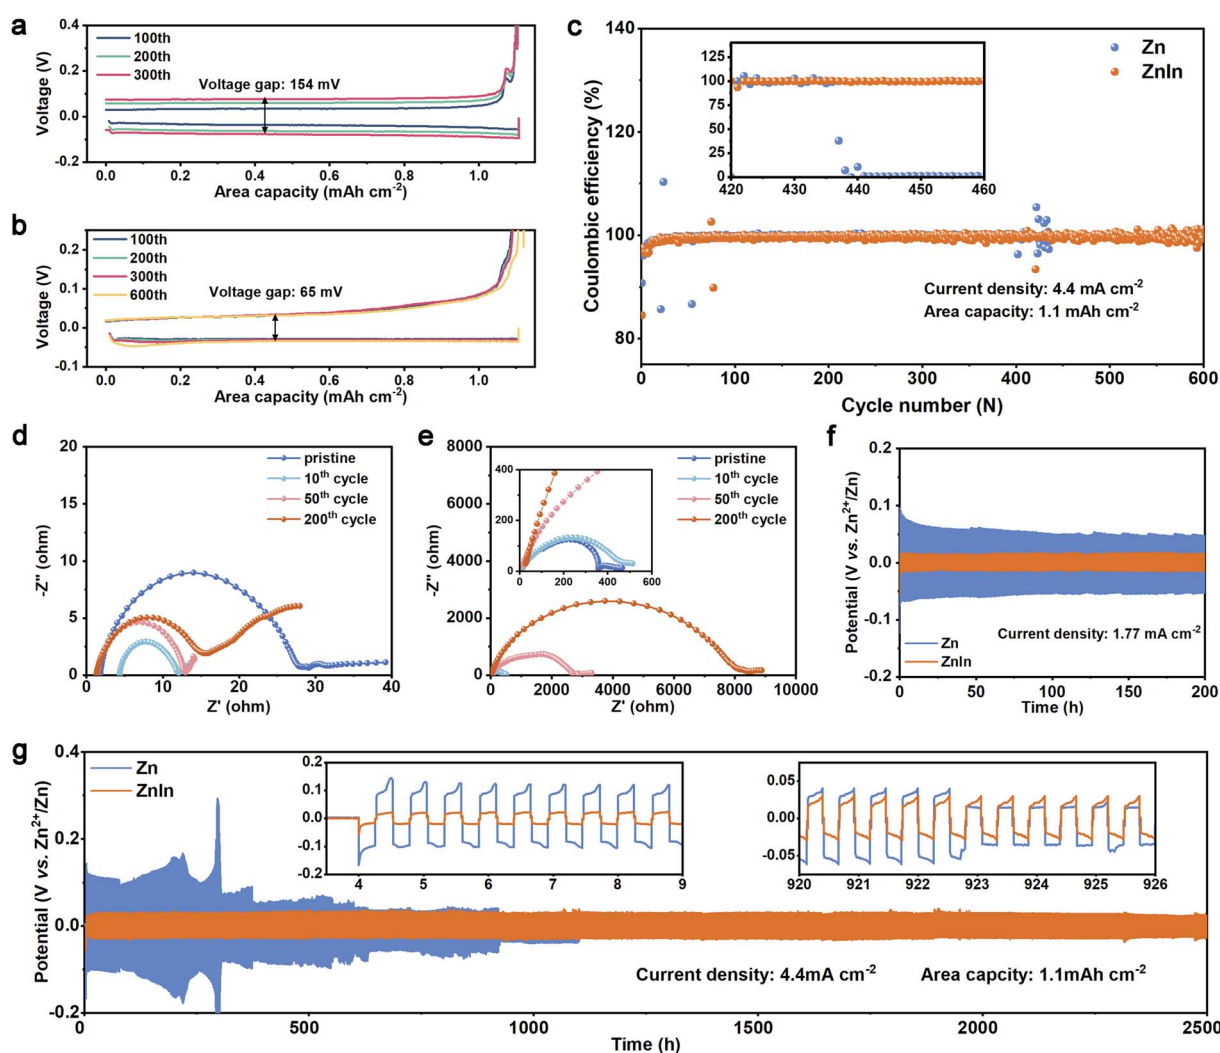 a
0.4
0.2
0.0
-0.2
Voltage (V)
100th
200th
300th
Voltage gap: 154 mV
0.0 0.2 0.4 0.6 0.8 1.0
Area capacity (mAh cm⁻²)
b
0.2
0.1
0.0
-0.1
Voltage (V)
100th
200th
300th
600th
Voltage gap: 65 mV
0.0 0.2 0.4 0.6 0.8 1.0
Area capacity (mAh cm⁻²)
c
140
120
100
80
Coulombic efficiency (%)
125
100
75
50
25
0
420 430 440 450 460
Zn
ZnIn
Current density: 4.4 mA cm⁻²
Area capacity: 1.1 mAh cm⁻²
0 100 200 300 400 500 600
Cycle number (N)
d
20
15
10
5
0
-Z" (ohm)
pristine
10th cycle
50th cycle
200th cycle
0 10 20 30 40
Z' (ohm)
e
8000
6000
4000
2000
0
-Z" (ohm)
400
200
0
0 200 400 600
pristine
10th cycle
50th cycle
200th cycle
0 2000 4000 6000 8000 10000
Z' (ohm)
f
0.2
0.1
0.0
-0.1
-0.2
Potential (V vs. Zn²⁺/Zn)
Current density: 1.77 mA cm⁻²
Zn
ZnIn
0 50 100 150 200
Time (h)
g
0.4
0.2
0.0
-0.2
Potential (V vs. Zn²⁺/Zn)
Zn
ZnIn
0.2
0.1
0.0
-0.1
-0.2
4 5 6 7 8 9
0.05
0.00
-0.05
920 921 922 923 924 925 926
Current density: 4.4mA cm⁻² Area capcity: 1.1mAh cm⁻²
0 500 1000 1500 2000 2500
Time (h)